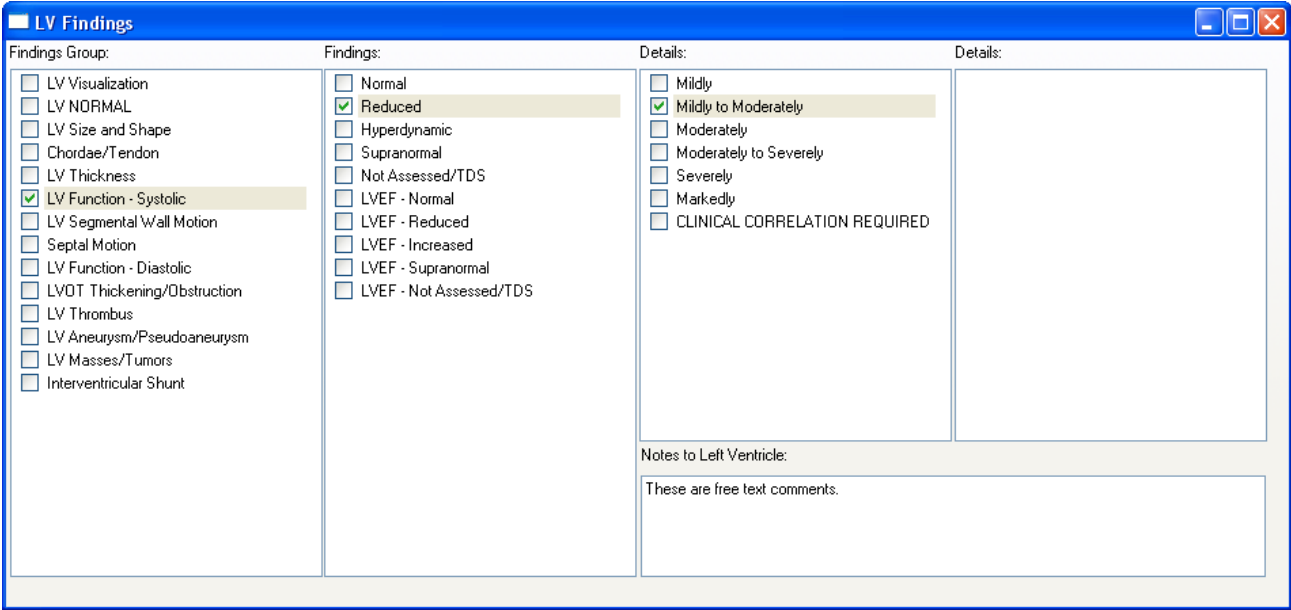 LV Findings
Findings Group:
LV Visualization
LV NORMAL
LV Size and Shape
Chordae/Tendon
LV Thickness
LV Function - Systolic
LV Segmental Wall Motion
Septal Motion
LV Function - Diastolic
LVOT Thickening/Obstruction
LV Thrombus
LV Aneurysm/Pseudoaneurysm
LV Masses/Tumors
Interventricular Shunt
Findings:
Normal
Reduced
Hyperdynamic
Supranormal
Not Assessed/TDS
LVEF - Normal
LVEF - Reduced
LVEF - Increased
LVEF - Supranormal
LVEF - Not Assessed/TDS
Details:
Mildly
Mildly to Moderately
Moderately
Moderately to Severely
Severely
Markedly
CLINICAL CORRELATION REQUIRED
Details:
Notes to Left Ventricle:
These are free text comments.